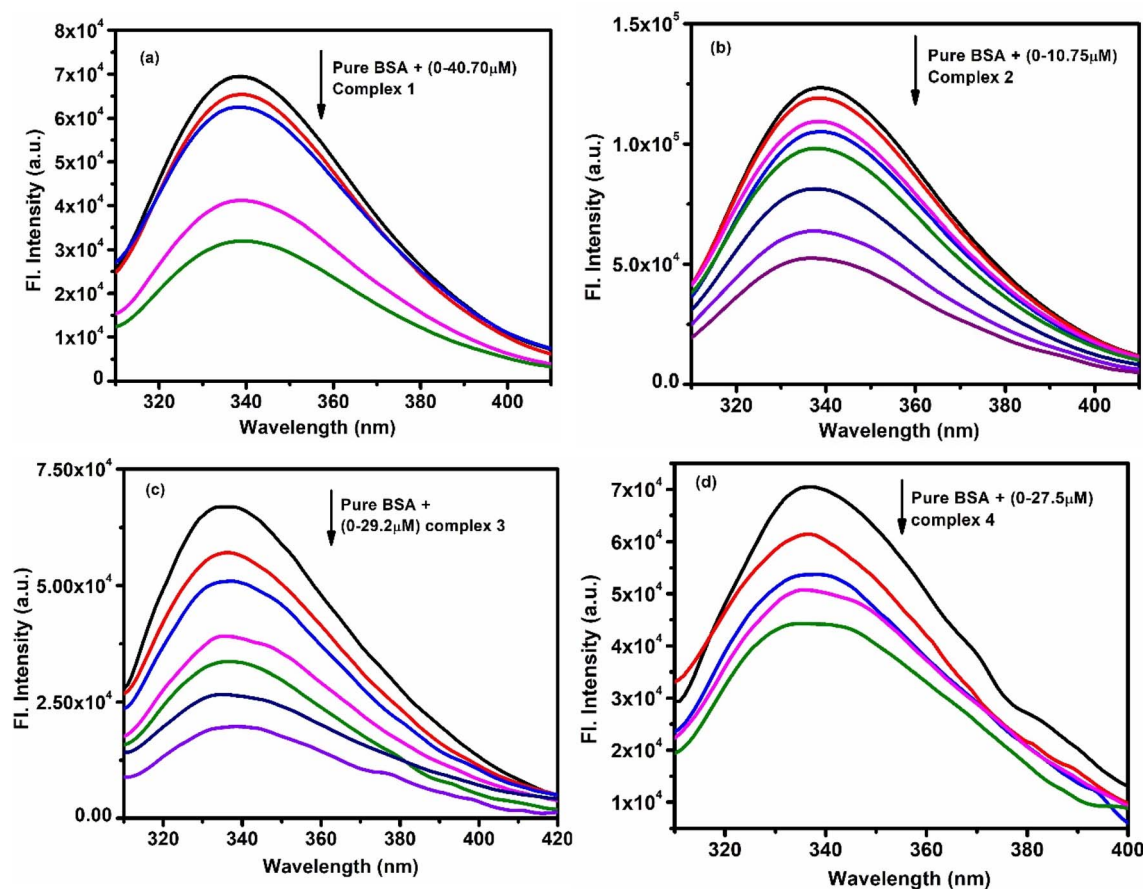 (a)
Pure BSA + (0-40.70μM)
Complex 1
8x10⁴
7x10⁴
6x10⁴
5x10⁴
4x10⁴
3x10⁴
2x10⁴
1x10⁴
0
Fl. Intensity (a.u.)
320 340 360 380 400
Wavelength (nm)
(b)
Pure BSA + (0-10.75μM)
Complex 2
1.5x10⁵
1.0x10⁵
5.0x10⁴
0.0
Fl. Intensity (a.u.)
320 340 360 380 400
Wavelength (nm)
(c)
Pure BSA +
(0-29.2μM) complex 3
7.50x10⁴
5.00x10⁴
2.50x10⁴
0.00
Fl. Intensity (a.u.)
320 340 360 380 400 420
Wavelength (nm)
(d)
Pure BSA + (0-27.5μM)
complex 4
7x10⁴
6x10⁴
5x10⁴
4x10⁴
3x10⁴
2x10⁴
1x10⁴
Fl. Intensity (a.u.)
320 340 360 380 400
Wavelength (nm)